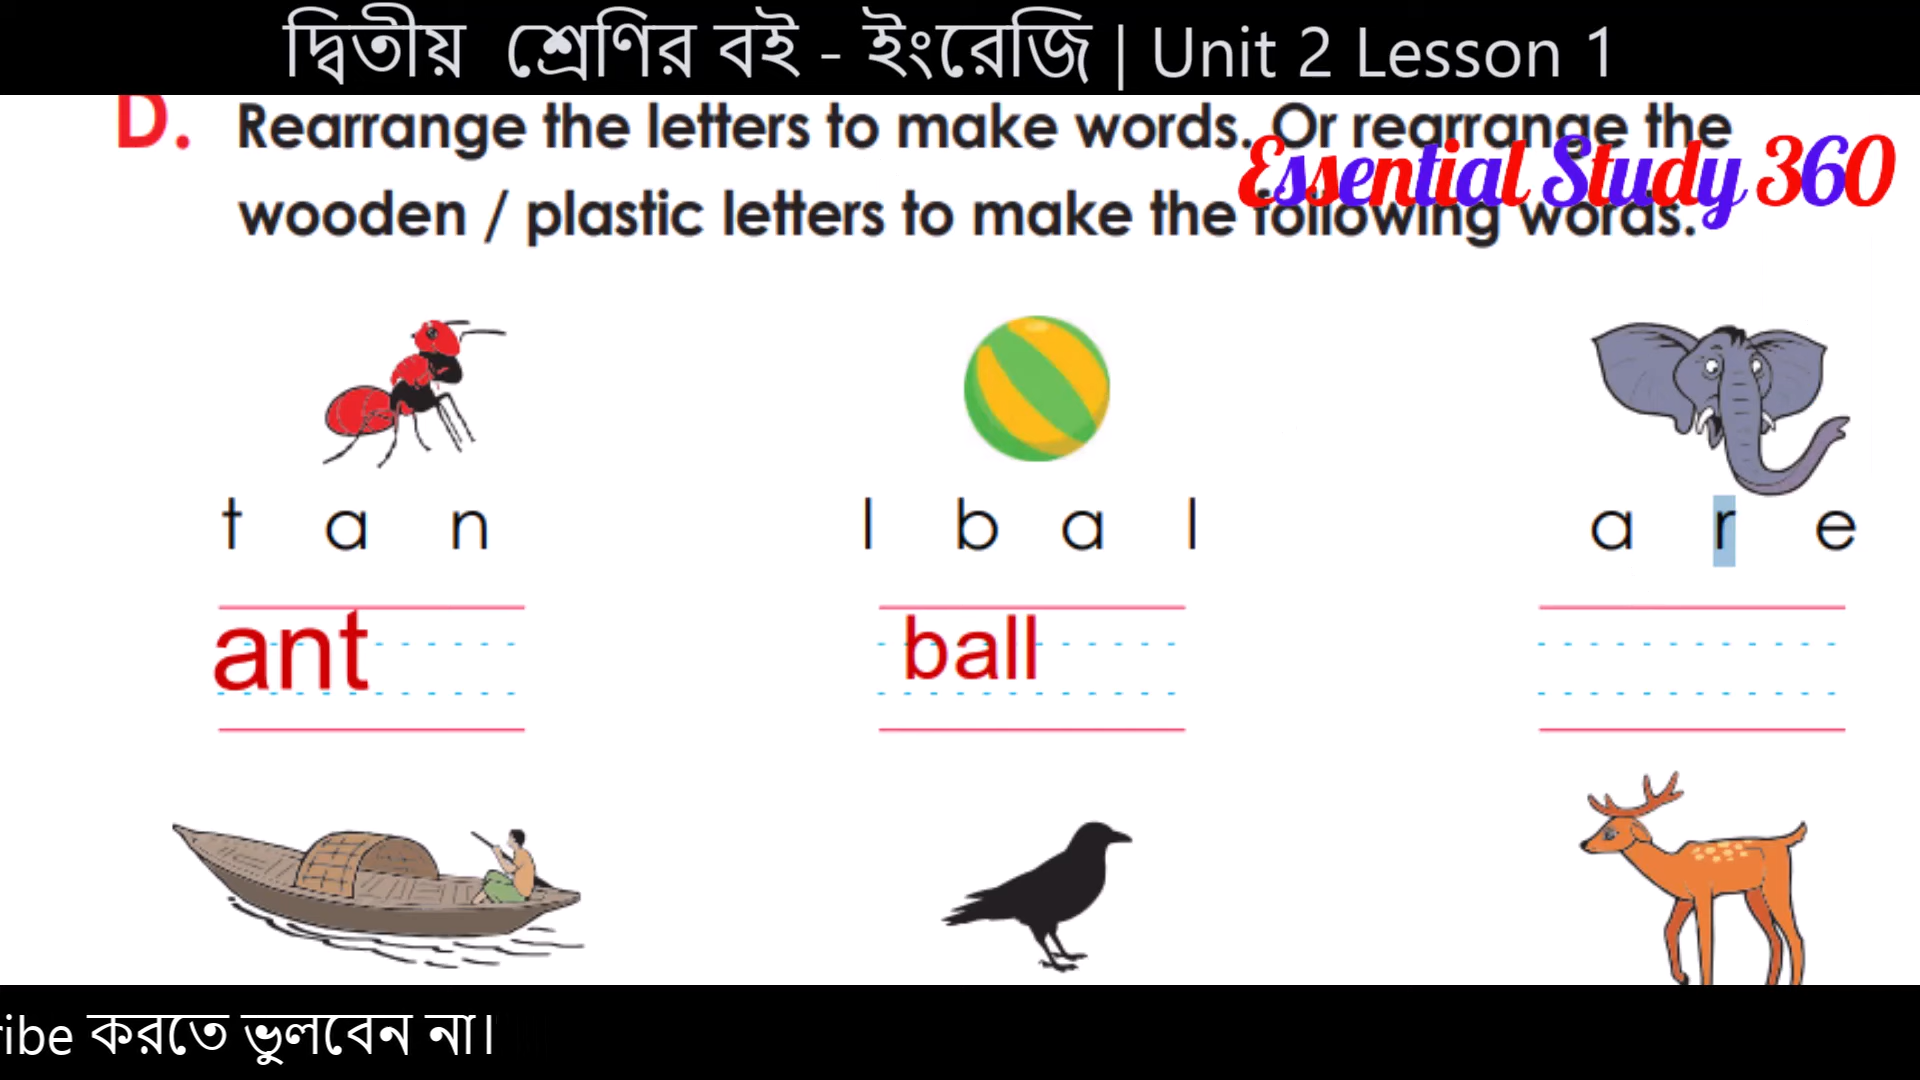 দ্বিতীয় শ্রেণির বই - ইংরেজি | Unit 2 Lesson 1
D. Rearrange the letters to make words. Or rearrange the
Essential Study 360
wooden / plastic letters to make the following words.
t a n
l b a l
a r e
ant
ball
ribe করতে ভুলবেন না।